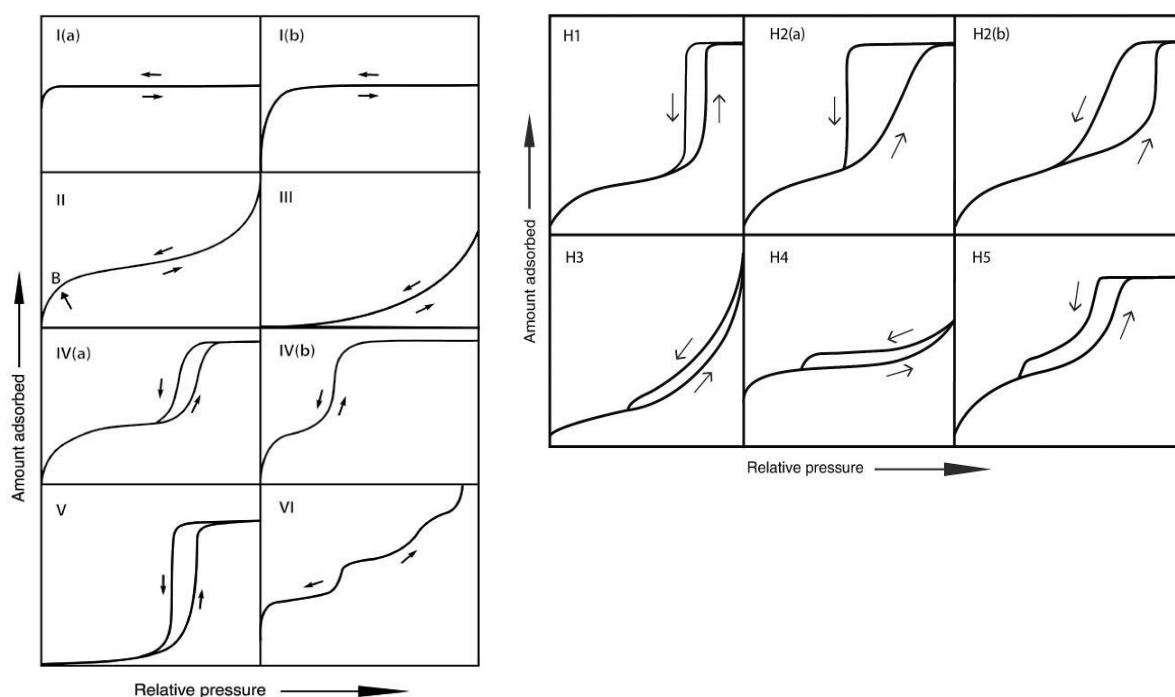 I(a)
I(b)
II
III
B
IV(a)
IV(b)
V
VI
Amount adsorbed
Relative pressure
H1
H2(a)
H2(b)
H3
H4
H5
Amount adsorbed
Relative pressure